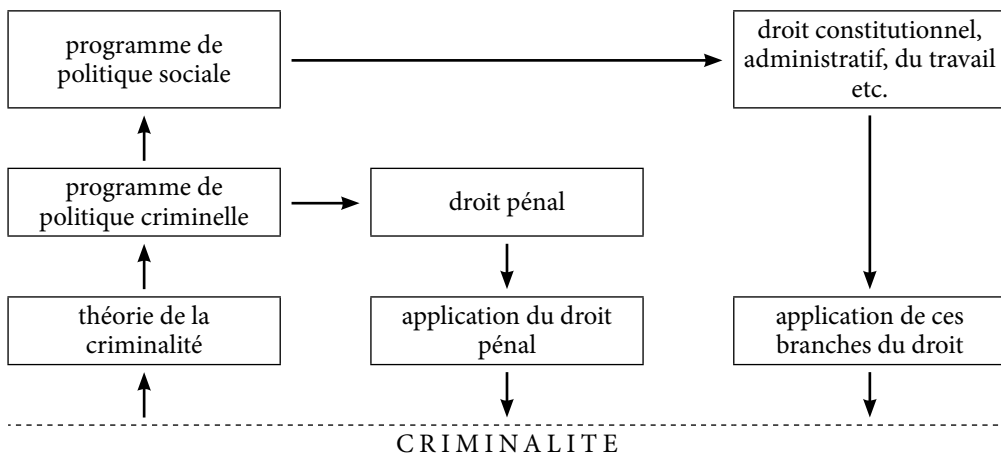 programme de
politique sociale
droit constitutionnel,
administratif, du travail
etc.
programme de
politique criminelle
droit pénal
théorie de la
criminalité
application du droit
pénal
application de ces
branches du droit
CRIMINALITE